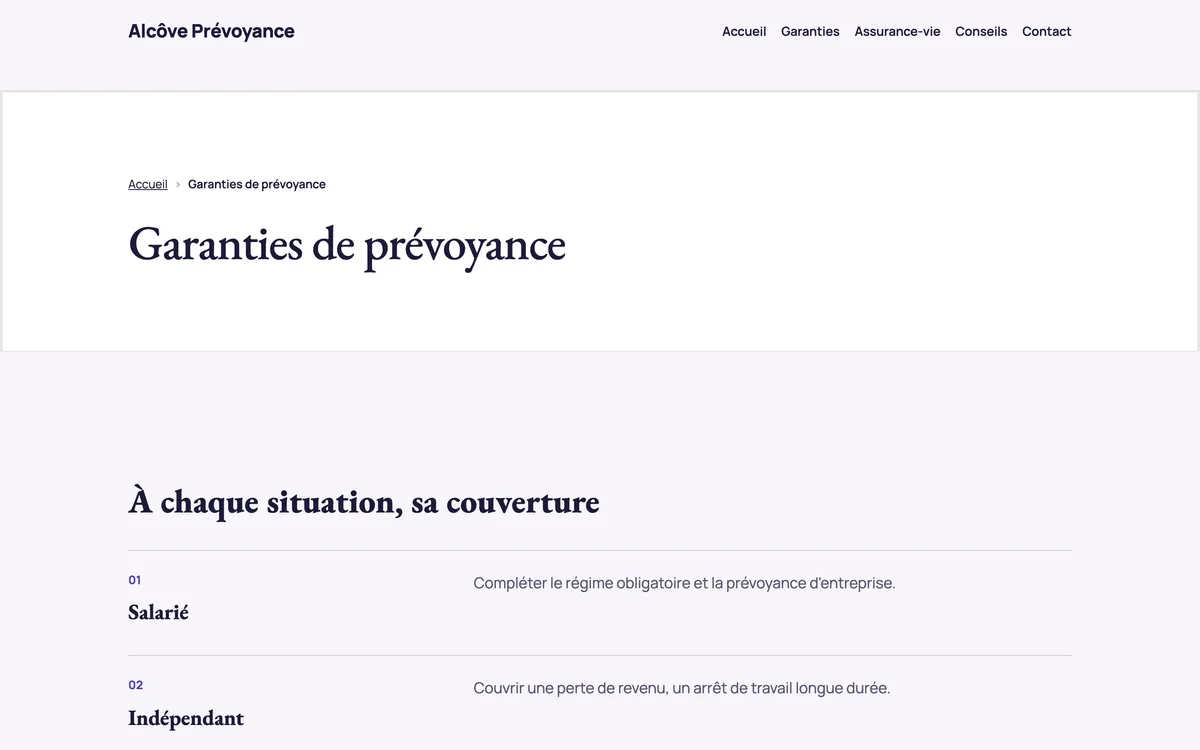 Alcôve Prévoyance
Accueil Garanties Assurance-vie Conseils Contact
Accueil › Garanties de prévoyance
Garanties de prévoyance
À chaque situation, sa couverture
01
Salarié
Compléter le régime obligatoire et la prévoyance d'entreprise.
02
Indépendant
Couvrir une perte de revenu, un arrêt de travail longue durée.